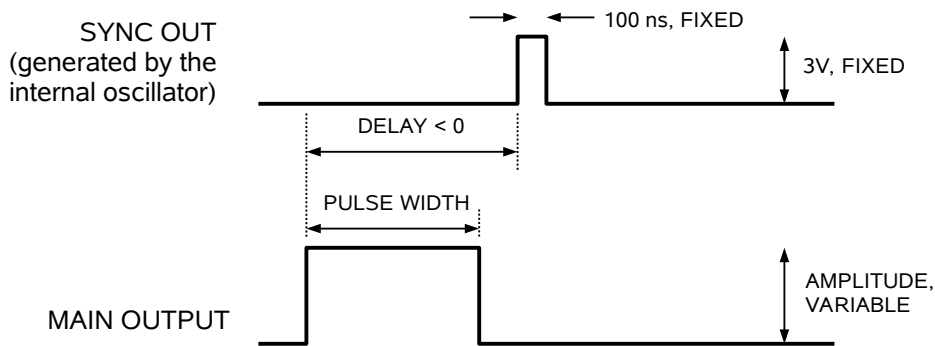 SYNC OUT
(generated by the
internal oscillator)
100 ns, FIXED
3V, FIXED
DELAY < 0
PULSE WIDTH
MAIN OUTPUT
AMPLITUDE,
VARIABLE